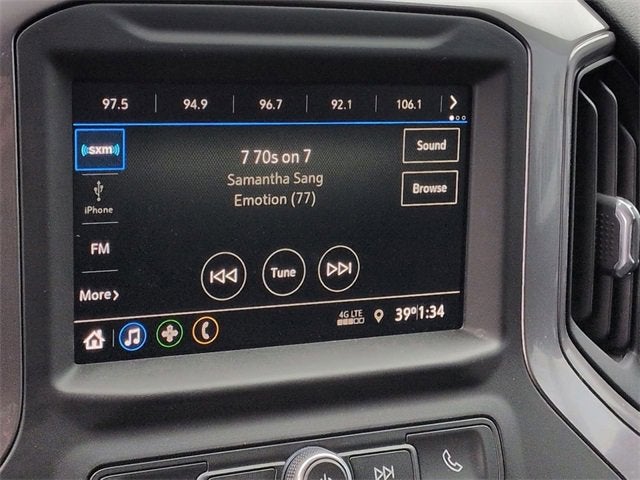 97.5 94.9 96.7 92.1 106.1
sxm
7 70s on 7
Sound
Samantha Sang
Browse
Emotion (77)
iPhone
FM
Tune
More
4G LTE
39° 1:34